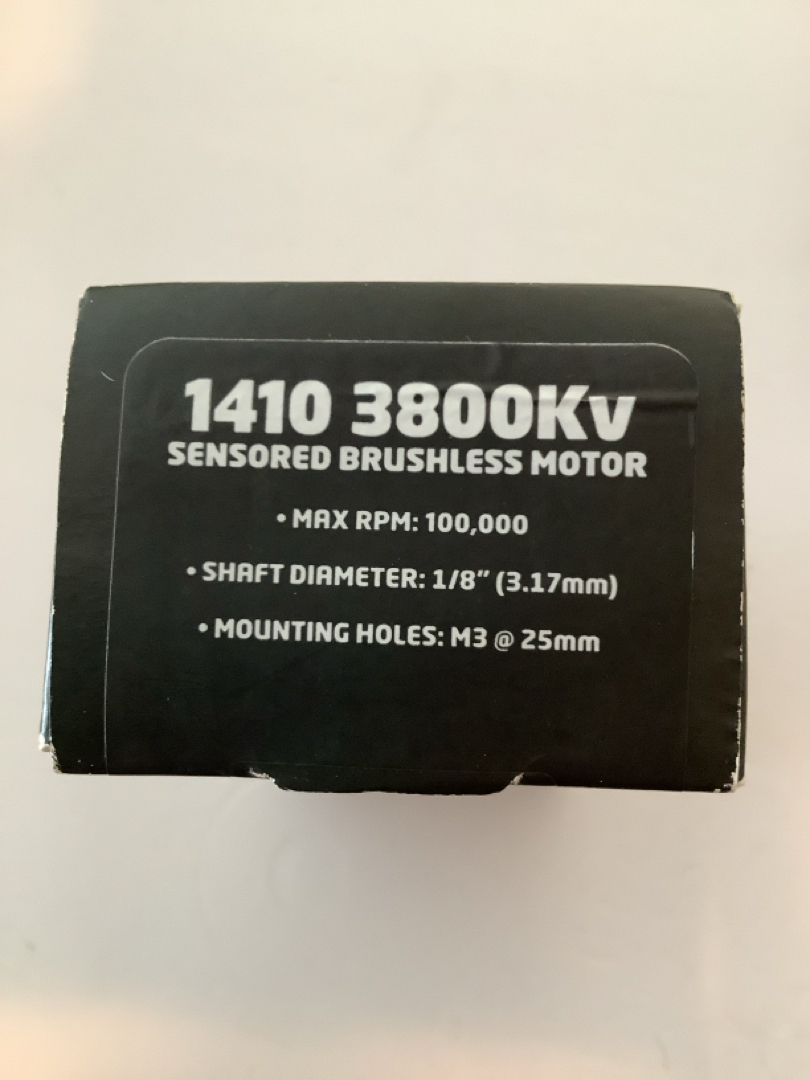 1410 3800Kv
SENSORED BRUSHLESS MOTOR
• MAX RPM: 100,000
• SHAFT DIAMETER: 1/8" (3.17mm)
• MOUNTING HOLES: M3 @ 25mm